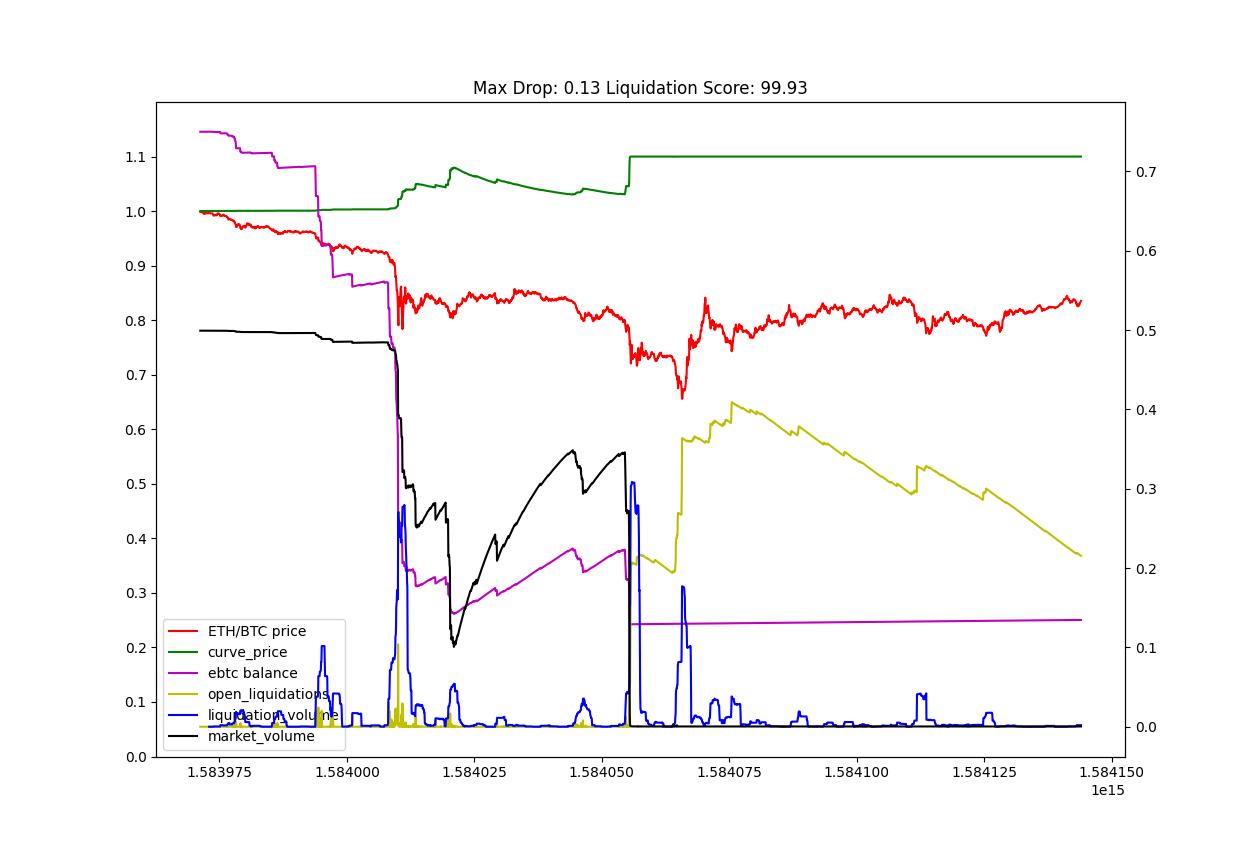 Max Drop: 0.13 Liquidation Score: 99.93
1.1
1.0
0.9
0.8
0.7
0.6
0.5
0.4
0.3
0.2
0.1
0.0
0.7
0.6
0.5
0.4
0.3
0.2
0.1
0.0
ETH/BTC price
curve_price
ebtc balance
open_liquidations
liquidation_volume
market_volume
1.583975 1.584000 1.584025 1.584050 1.584075 1.584100 1.584125 1.584150
1e15